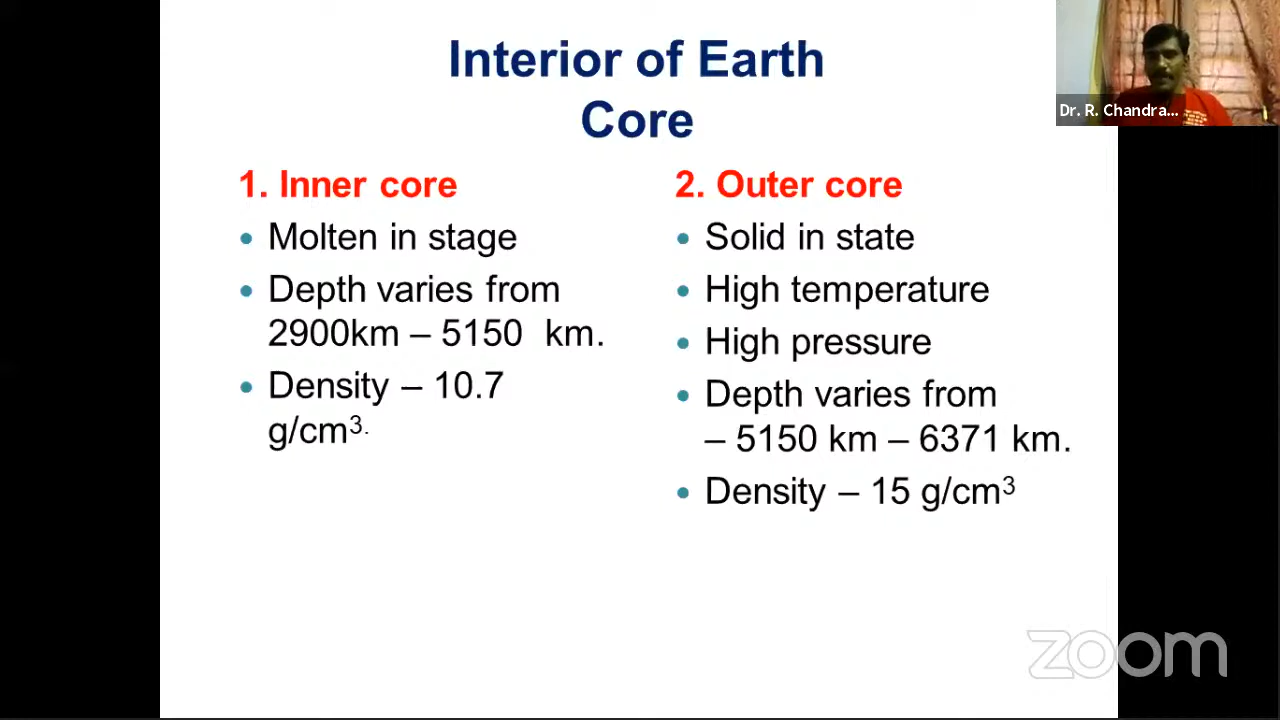 Interior of Earth
Core
1. Inner core
• Molten in stage
• Depth varies from
2900km – 5150 km.
• Density – 10.7
g/cm³.
2. Outer core
• Solid in state
• High temperature
• High pressure
• Depth varies from
– 5150 km – 6371 km.
• Density – 15 g/cm³
Dr. R. Chandra...
zoom